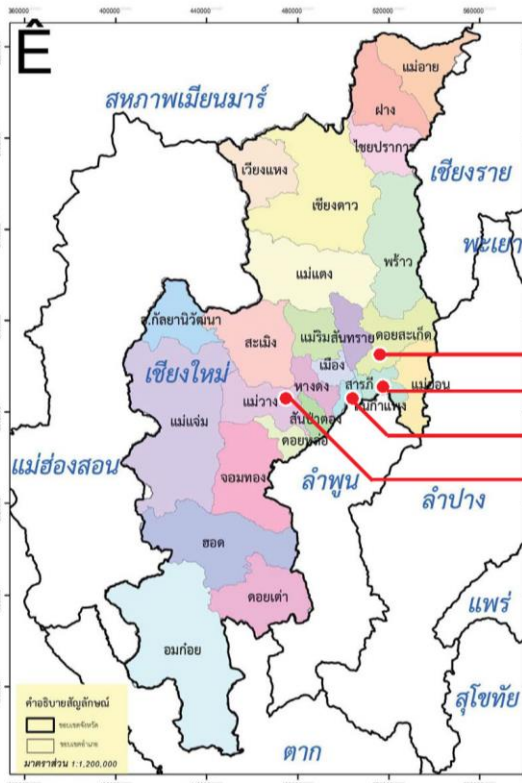 360000 400000 440000 480000 520000 560000
Ê
แม่อาย
สหภาพเมียนมาร์
ฝาง
ไชยปราการ
เชียงราย
เวียงแหง
เชียงดาว
พะเยา
พร้าว
แม่แตง
ส.กัลยานิวัฒนา
สะเมิง
แม่ริม
สันทราย
ดอยสะเก็ด
เมือง
เชียงใหม่
หางดง
สารภี
แม่ออน
แม่วาง
สันป่าตอง
แม่แจ่ม
ดอยหล่อ
แม่ฮ่องสอน
จอมทอง
ลำพูน
ลำปาง
ฮอด
ดอยเต่า
แพร่
อมก๋อย
สุโขทัย
คำอธิบายสัญลักษณ์
ขอบเขตจังหวัด
ขอบเขตอำเภอ
มาตราส่วน 1:1,200,000
ตาก